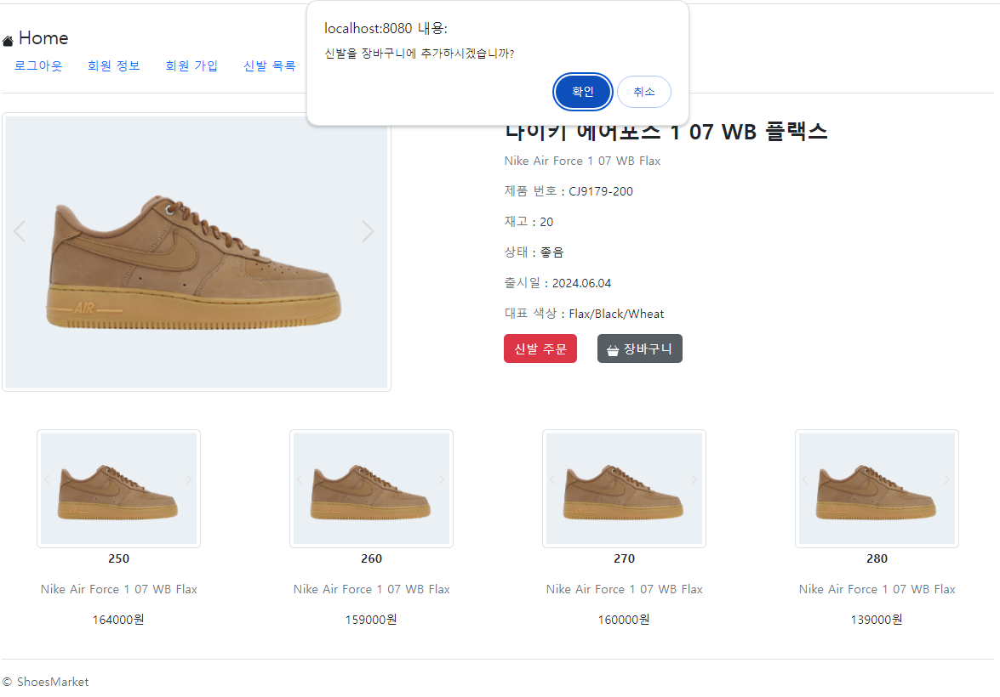 localhost:8080 내용:
신발을 장바구니에 추가하시겠습니까?
확인 취소
Home
로그아웃 회원 정보 회원 가입 신발 목록
나이키 에어포스 1 07 WB 플랙스
Nike Air Force 1 07 WB Flax
제품 번호 : CJ9179-200
재고 : 20
상태 : 좋음
출시일 : 2024.06.04
대표 색상 : Flax/Black/Wheat
신발 주문 장바구니
AIR
250 260 270 280
Nike Air Force 1 07 WB Flax Nike Air Force 1 07 WB Flax Nike Air Force 1 07 WB Flax Nike Air Force 1 07 WB Flax
164000원 159000원 160000원 139000원
© ShoesMarket